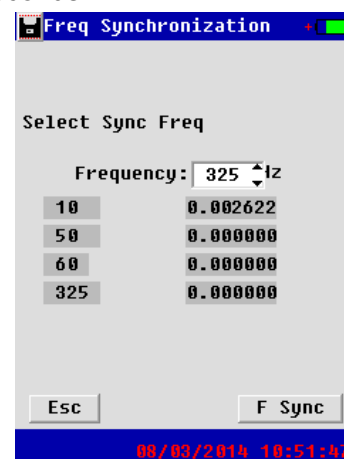 Freq Synchronization
Select Sync Freq
Frequency: 325 Hz
10 0.002622
50 0.000000
60 0.000000
325 0.000000
Esc F Sync
08/03/2014 10:51:47